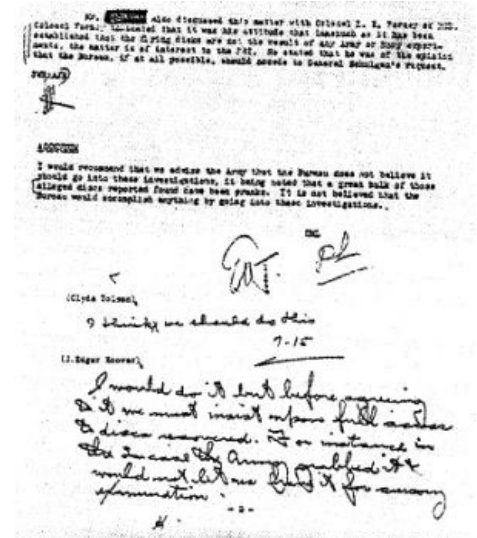 Mr. also discussed this matter with Colonel L. R. Forney of MID.
Colonel Forney indicated that it was his attitude that inasmuch as it has been
established that the flying discs are not the result of any Army or Navy experi-
ments, the matter is of interest to the FBI. He stated that he was of the opinion
that the Bureau, if at all possible, should accede to General Schulgen's request.
ADDENDUM
I would recommend that we advise the Army that the Bureau does not believe it
should go into these investigations, it being noted that a great bulk of those
alleged discs reported found have been pranks. It is not believed that the
Bureau would accomplish anything by going into these investigations.
(Clyde Tolson)
I think we should do this
7-15
(J. Edgar Hoover)
I would do it but before agreeing
to it we must insist upon full access
to discs recovered. For instance in
the case the Army grabbed it &
would not let us have it for cursory
examination.
- 2 -
H.